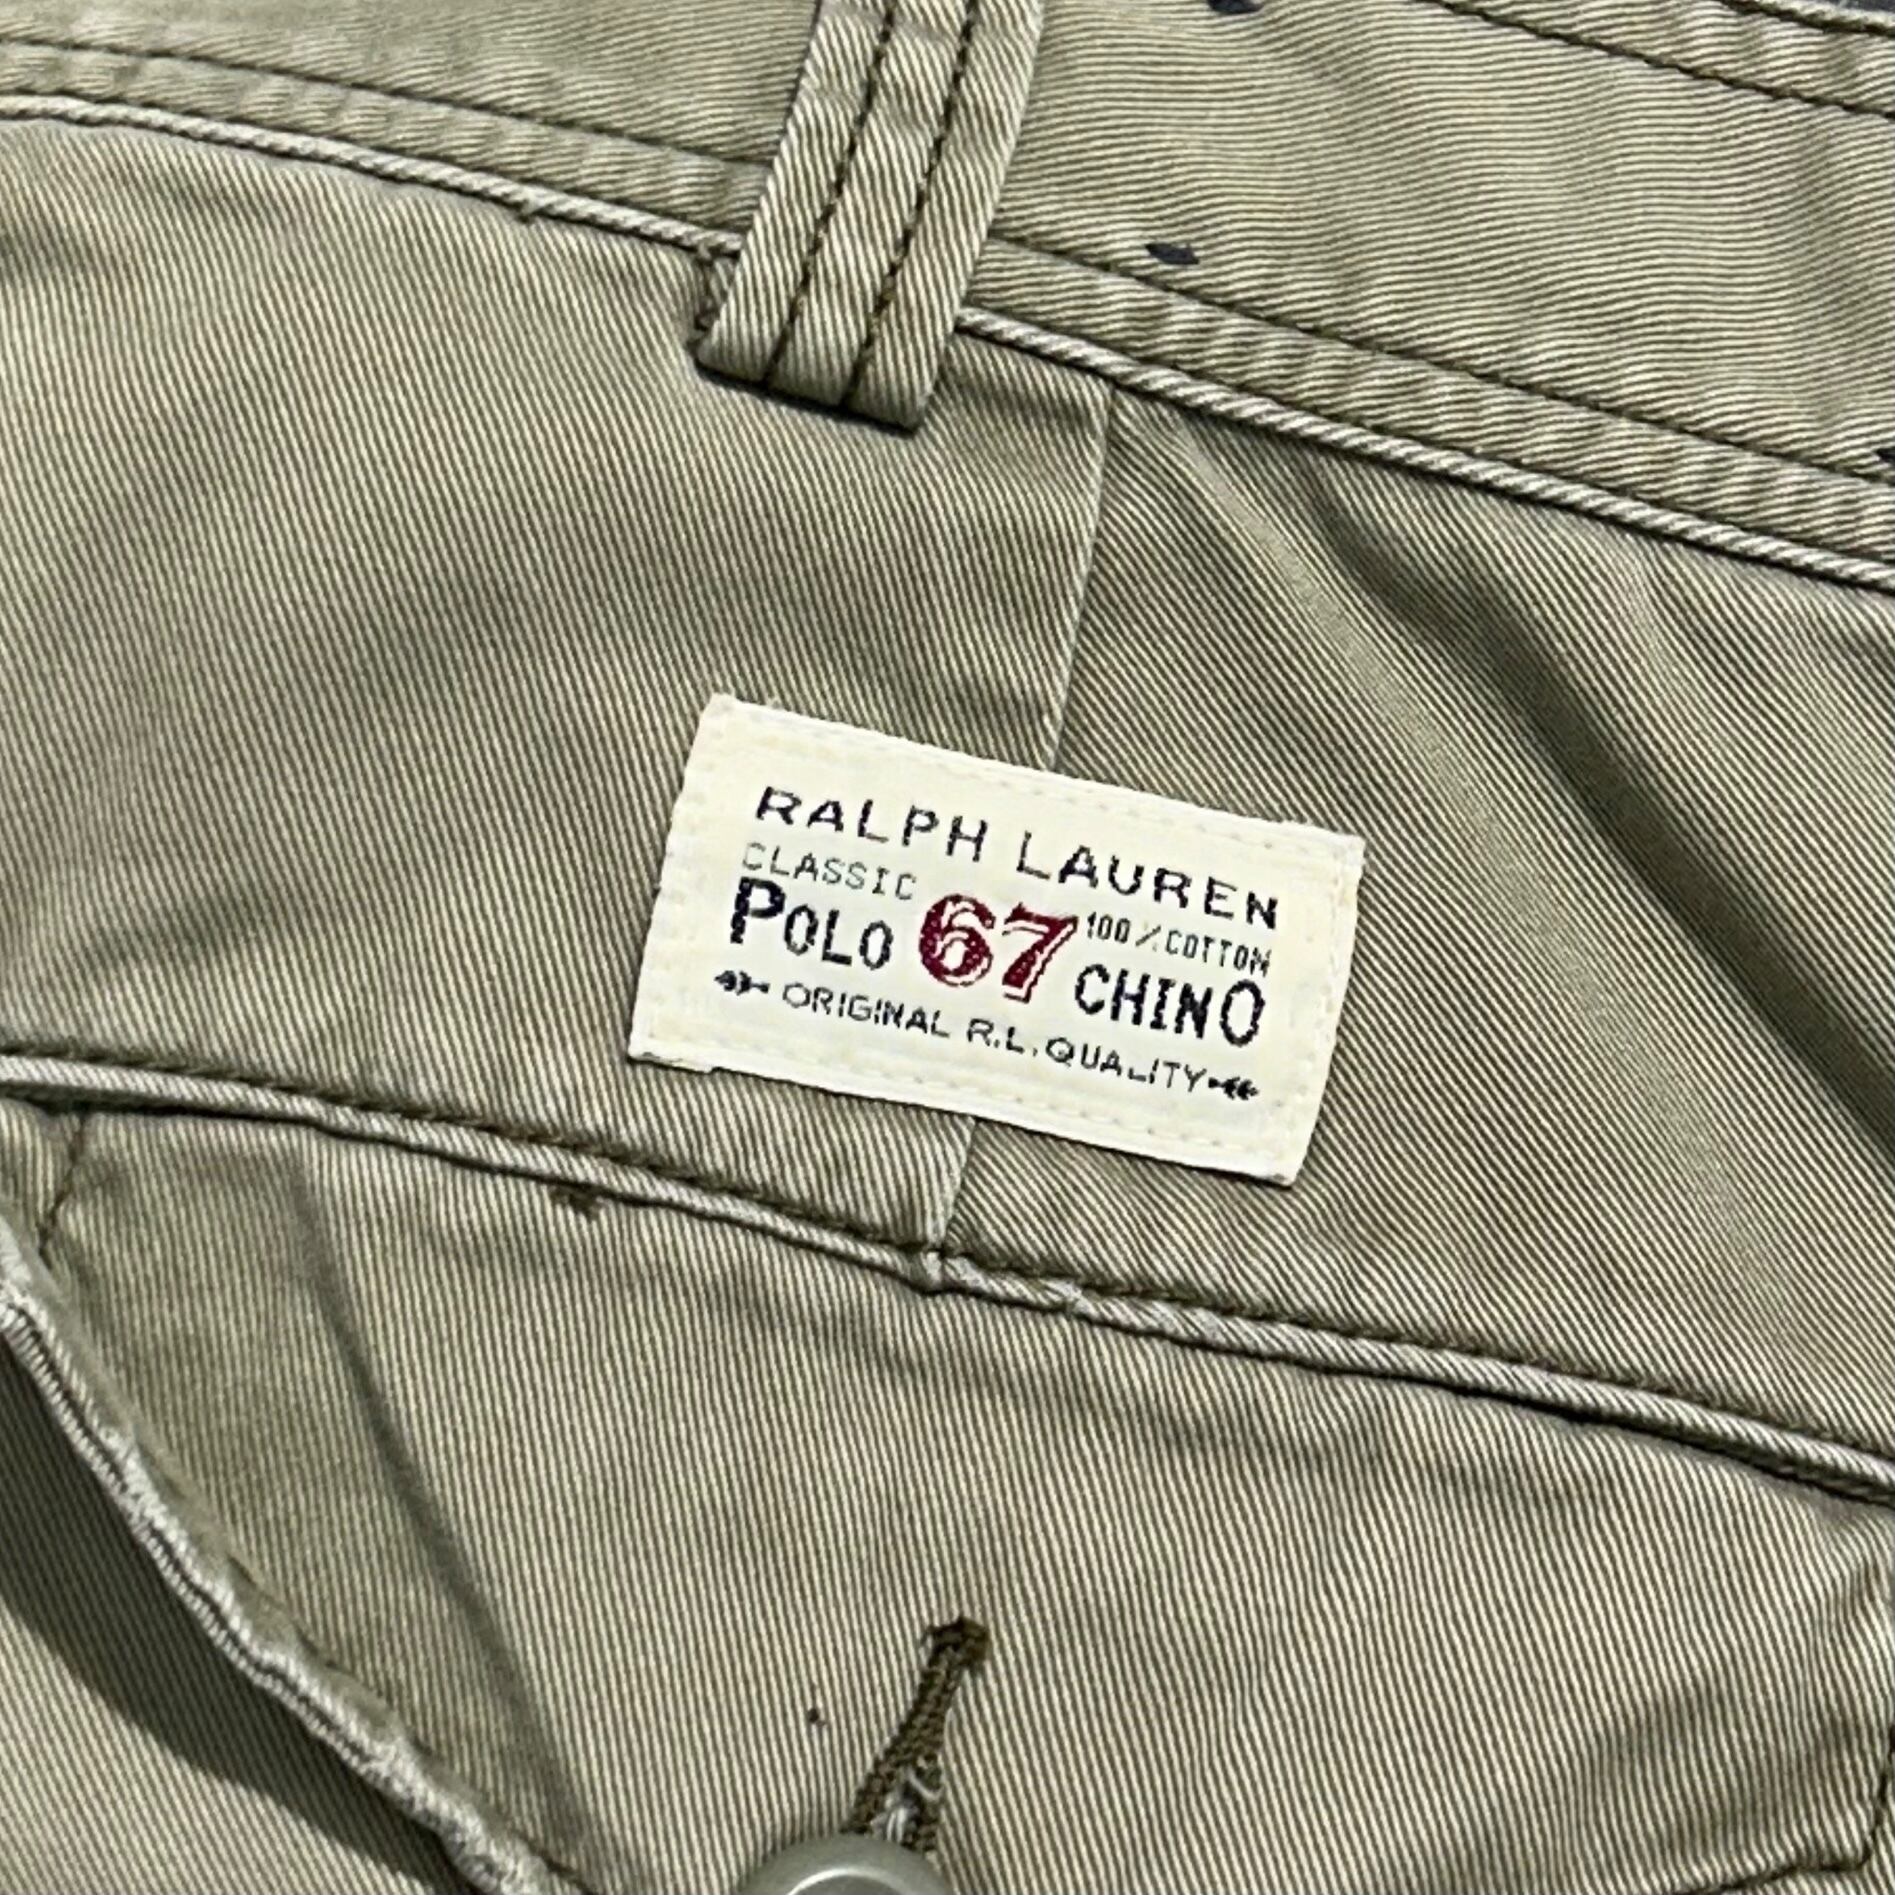 RALPH LAUREN
CLASSIC
POLO 67 100% COTTON
CHINO
ORIGINAL R.L. QUALITY